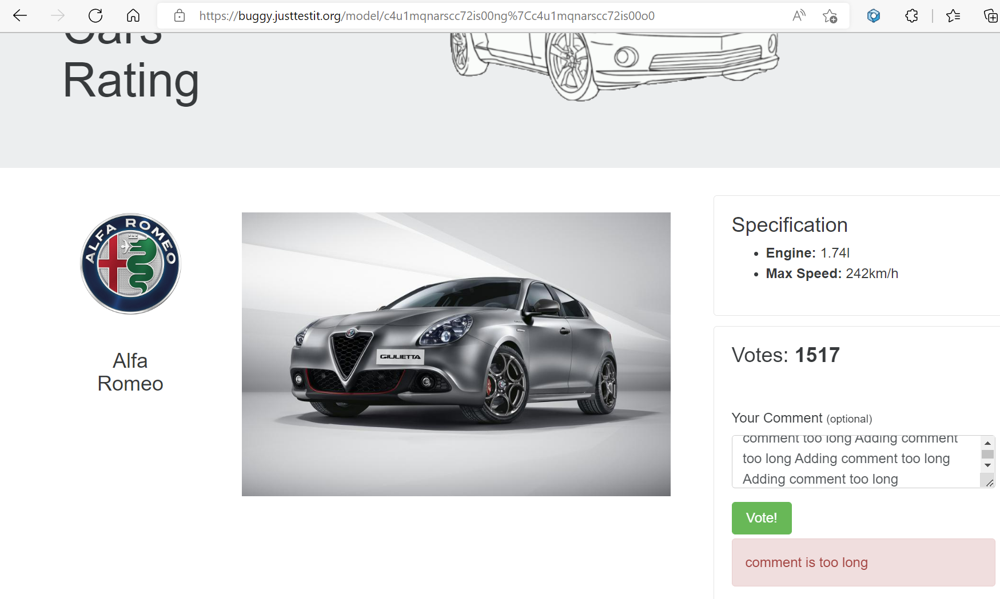 https://buggy.justtestit.org/model/c4u1mqnarscc72is00ng%7Cc4u1mqnarscc72is00o0
Cars
Rating
ALFA ROMEO
Alfa
Romeo
GIULIETTA
Specification
Engine: 1.74l
Max Speed: 242km/h
Votes: 1517
Your Comment (optional)
comment too long Adding comment
too long Adding comment too long
Adding comment too long
Vote!
comment is too long